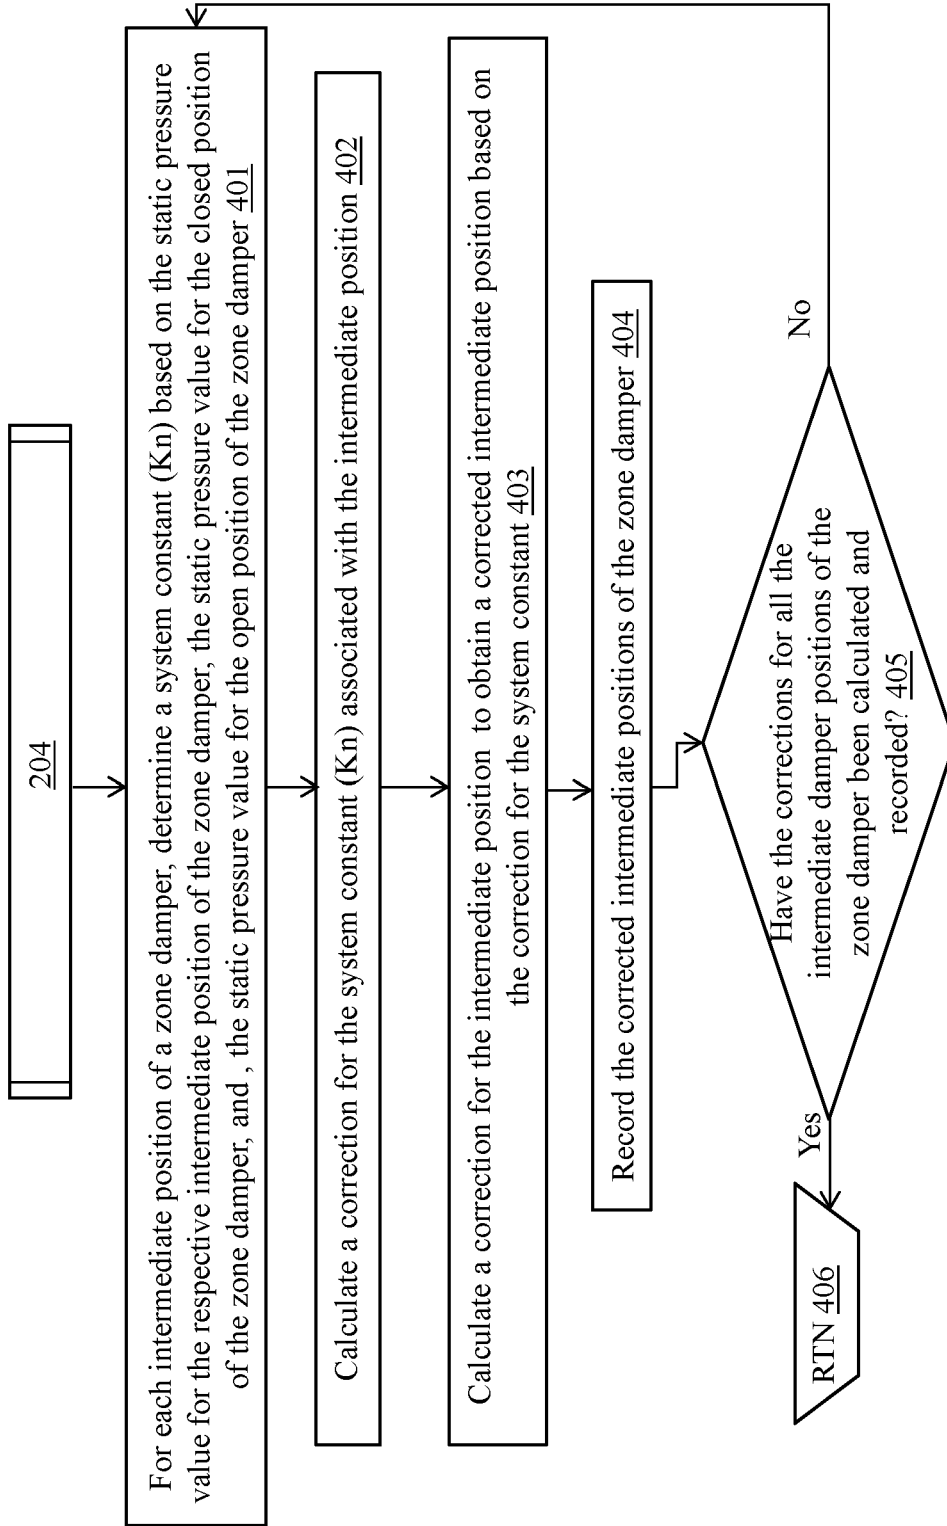 204
For each intermediate position of a zone damper, determine a system constant (Kn) based on the static pressure
value for the respective intermediate position of the zone damper, the static pressure value for the closed position
of the zone damper, and , the static pressure value for the open position of the zone damper 401
Calculate a correction for the system constant (Kn) associated with the intermediate position 402
Calculate a correction for the intermediate position to obtain a corrected intermediate position based on
the correction for the system constant 403
Record the corrected intermediate positions of the zone damper 404
Have the corrections for all the
intermediate damper positions of the
zone damper been calculated and
recorded? 405
Yes
No
RTN 406